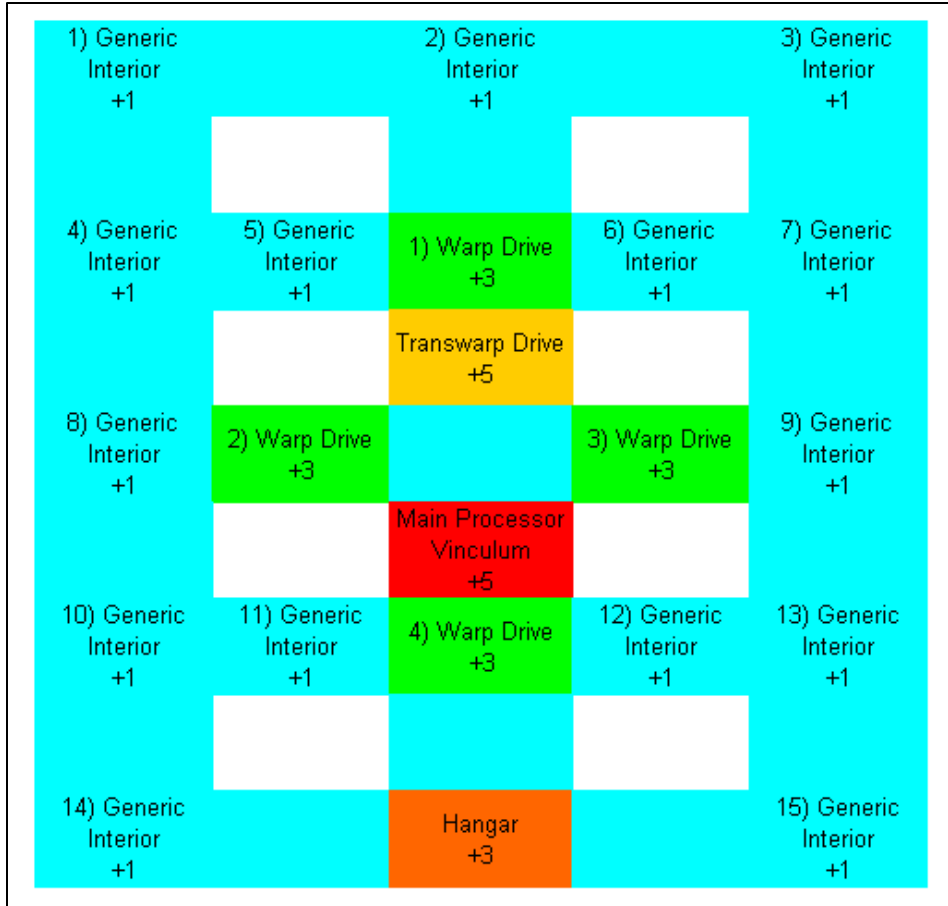 1) Generic
Interior
+1
2) Generic
Interior
+1
3) Generic
Interior
+1
4) Generic
Interior
+1
5) Generic
Interior
+1
1) Warp Drive
+3
6) Generic
Interior
+1
7) Generic
Interior
+1
Transwarp Drive
+5
8) Generic
Interior
+1
2) Warp Drive
+3
3) Warp Drive
+3
9) Generic
Interior
+1
Main Processor
Vinculum
+5
10) Generic
Interior
+1
11) Generic
Interior
+1
4) Warp Drive
+3
12) Generic
Interior
+1
13) Generic
Interior
+1
14) Generic
Interior
+1
Hangar
+3
15) Generic
Interior
+1